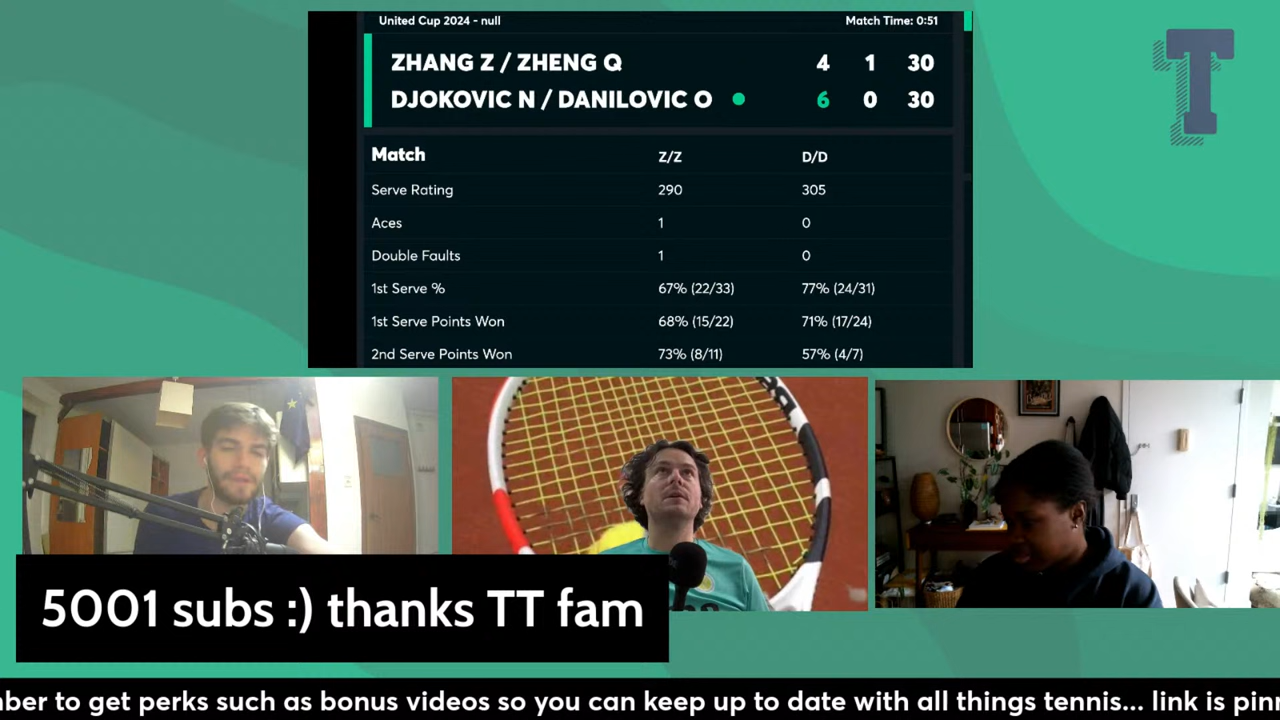 United Cup 2024 - null Match Time: 0:51
ZHANG Z / ZHENG Q 4 1 30
DJOKOVIC N / DANILOVIC O 6 0 30
Match Z/Z D/D
Serve Rating 290 305
Aces 1 0
Double Faults 1 0
1st Serve % 67% (22/33) 77% (24/31)
1st Serve Points Won 68% (15/22) 71% (17/24)
2nd Serve Points Won 73% (8/11) 57% (4/7)
T
5001 subs :) thanks TT fam
ber to get perks such as bonus videos so you can keep up to date with all things tennis... link is pin